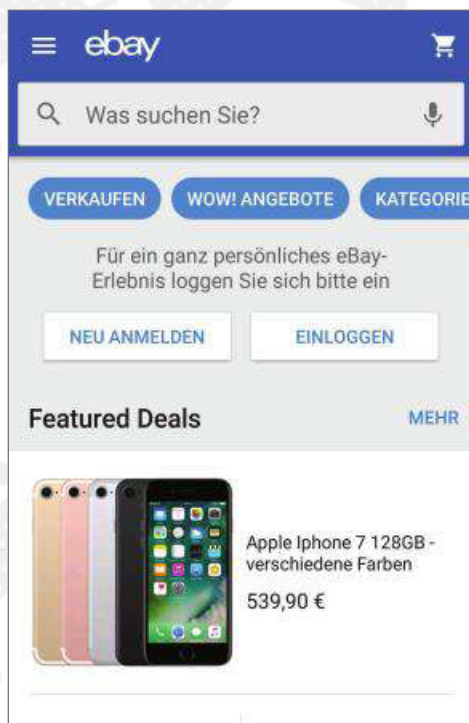 ebay
Was suchen Sie?
VERKAUFEN WOW! ANGEBOTE KATEGORIE
Für ein ganz persönliches eBay-
Erlebnis loggen Sie sich bitte ein
NEU ANMELDEN EINLOGGEN
Featured Deals MEHR
Apple Iphone 7 128GB -
verschiedene Farben
539,90 €